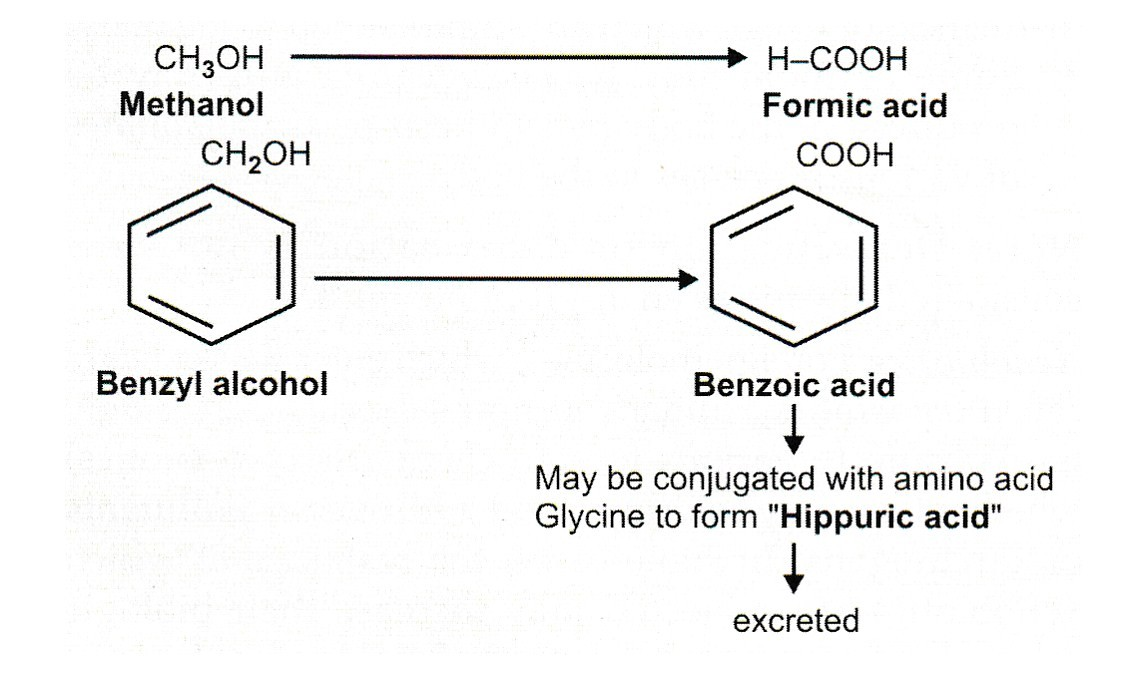 CH₃OH H–COOH
Methanol Formic acid
CH₂OH COOH
Benzyl alcohol Benzoic acid
May be conjugated with amino acid
Glycine to form "Hippuric acid"
excreted